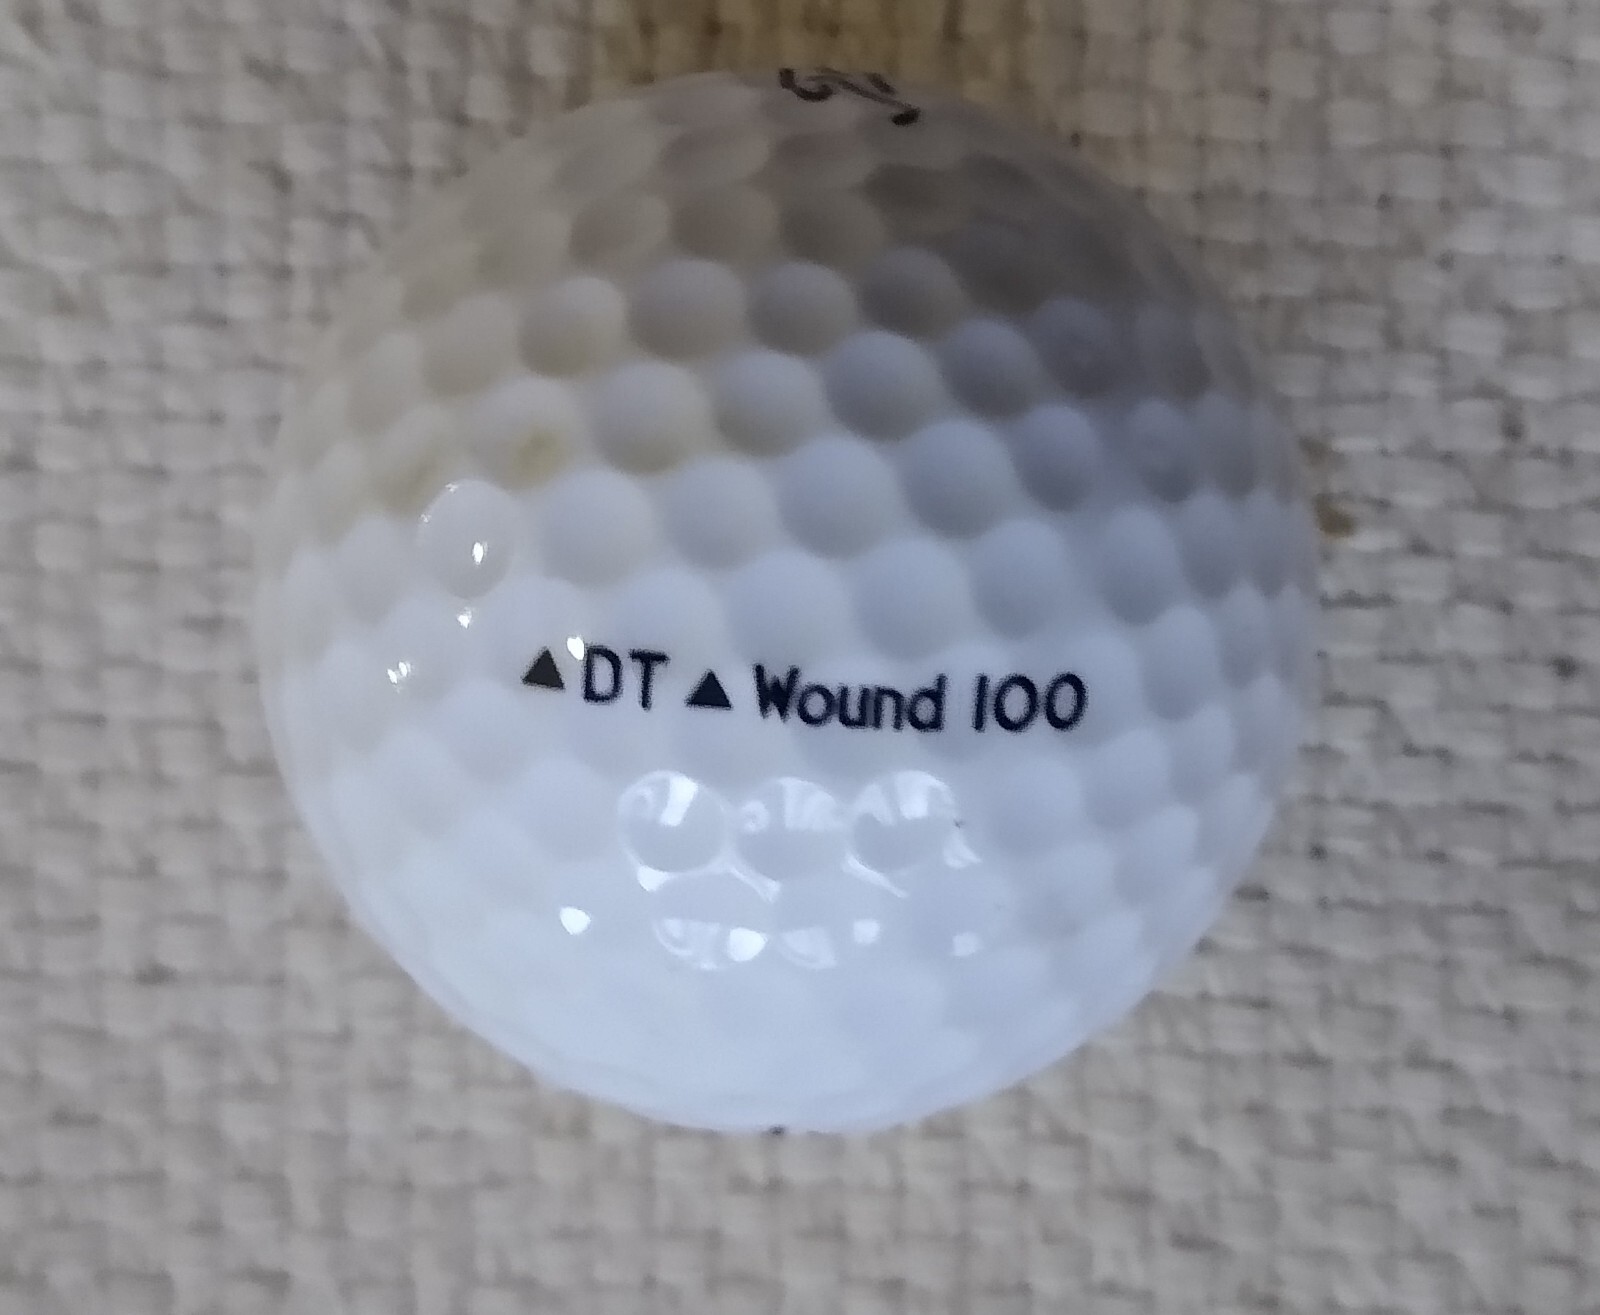 ▲DT ▲ Wound 100